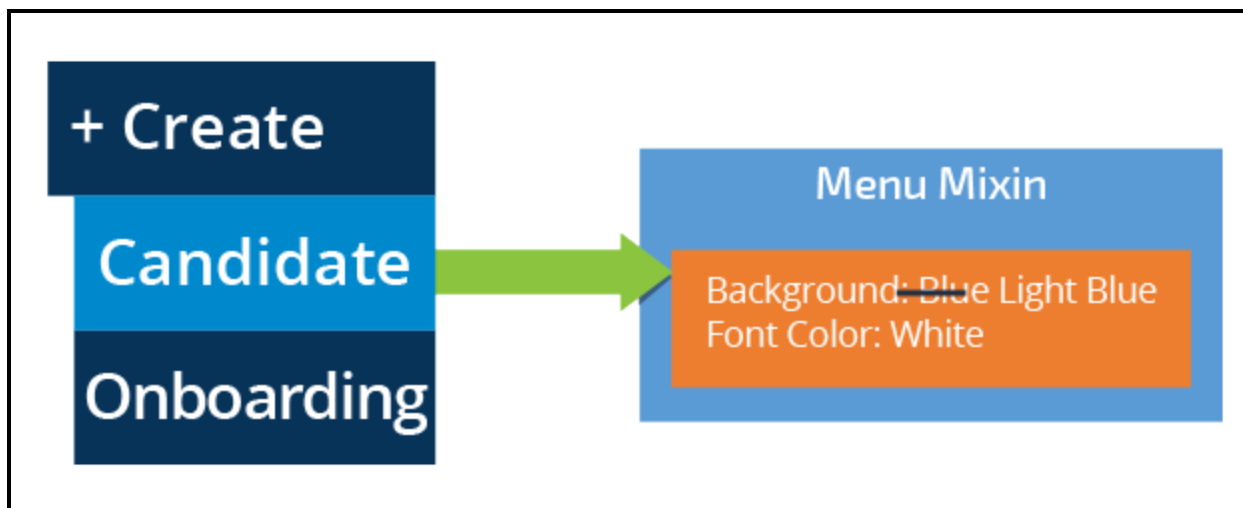 + Create
Candidate
Onboarding
Menu Mixin
Background: Blue Light Blue
Font Color: White